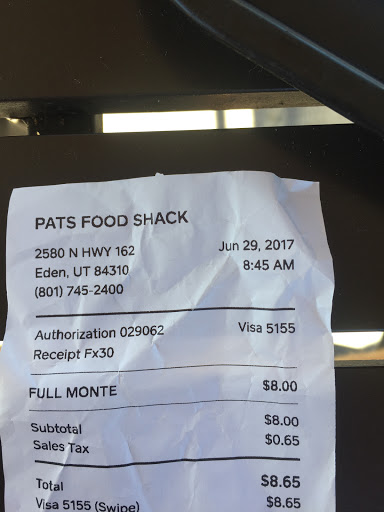 PATS FOOD SHACK
2580 N HWY 162 Jun 29, 2017
Eden, UT 84310 8:45 AM
(801) 745-2400
Authorization 029062 Visa 5155
Receipt Fx30
FULL MONTE $8.00
Subtotal $8.00
Sales Tax $0.65
Total $8.65
Visa 5155 (Swipe) $8.65